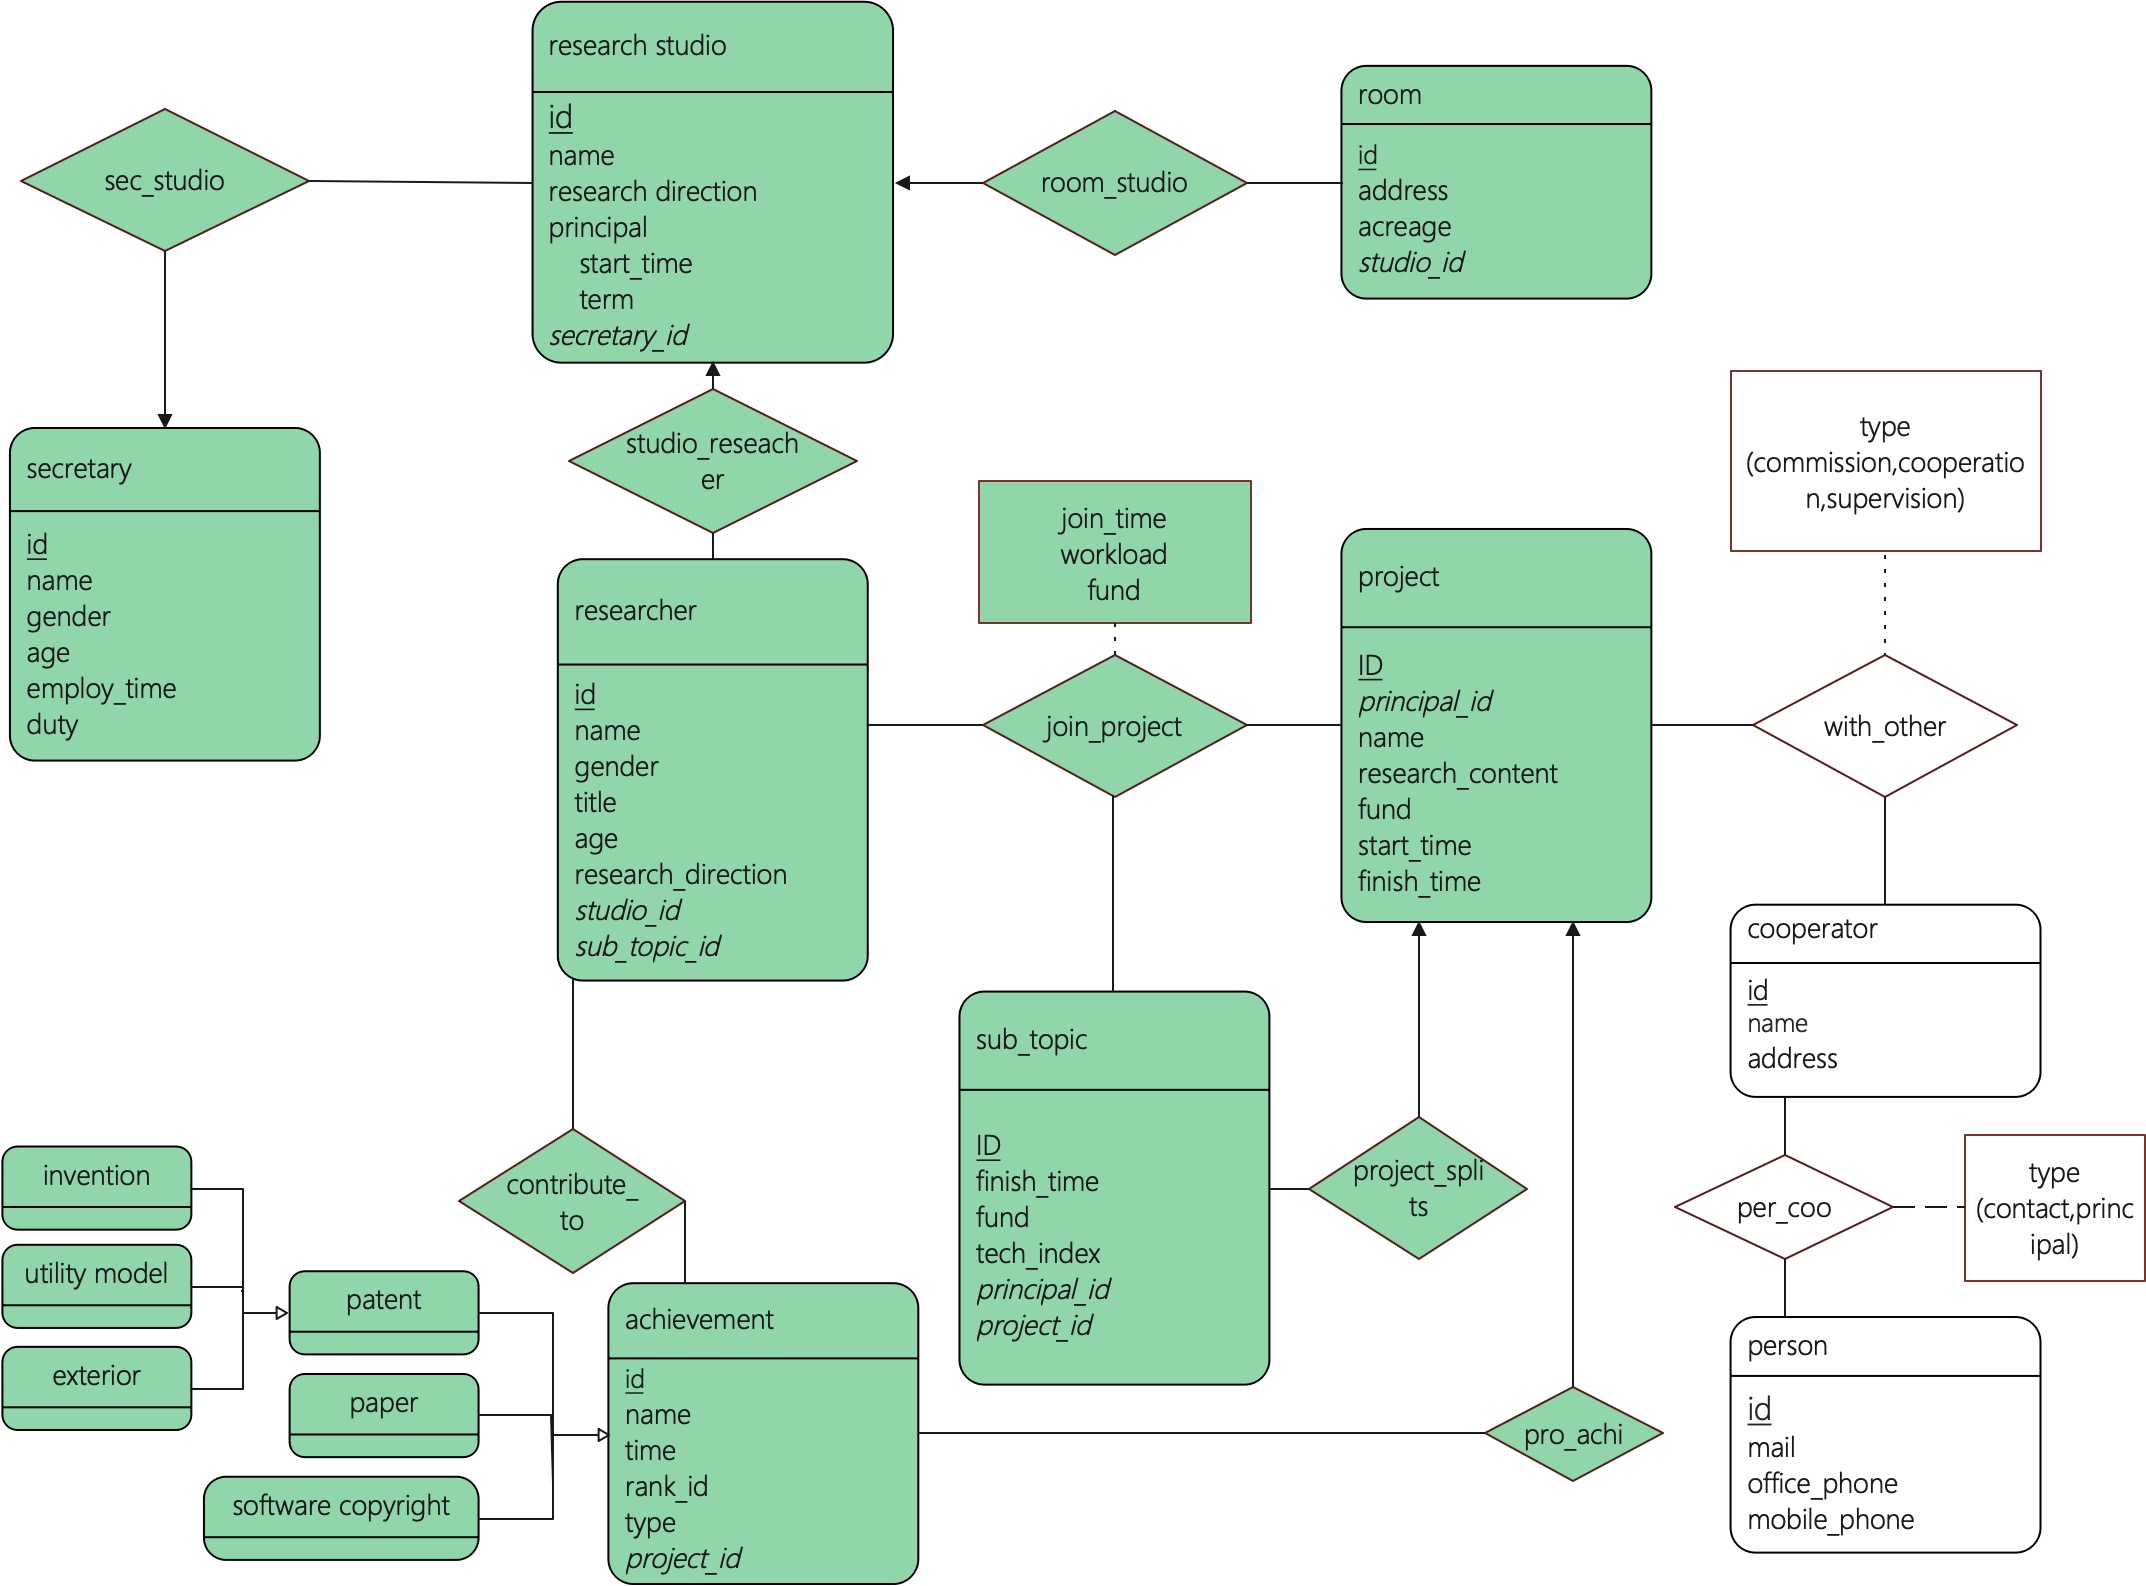 research studio
id
name
research direction
principal
start_time
term
secretary_id
room
id
address
acreage
studio_id
sec_studio
room_studio
secretary
id
name
gender
age
employ_time
duty
studio_reseach
er
join_time
workload
fund
type
(commission,cooperatio
n,supervision)
researcher
id
name
gender
title
age
research_direction
studio_id
sub_topic_id
join_project
project
ID
principal_id
name
research_content
fund
start_time
finish_time
with_other
cooperator
id
name
address
sub_topic
ID
finish_time
fund
tech_index
principal_id
project_id
project_spli
ts
contribute_
to
per_coo
type
(contact,princ
ipal)
invention
utility model
exterior
patent
paper
software copyright
achievement
id
name
time
rank_id
type
project_id
pro_achi
person
id
mail
office_phone
mobile_phone